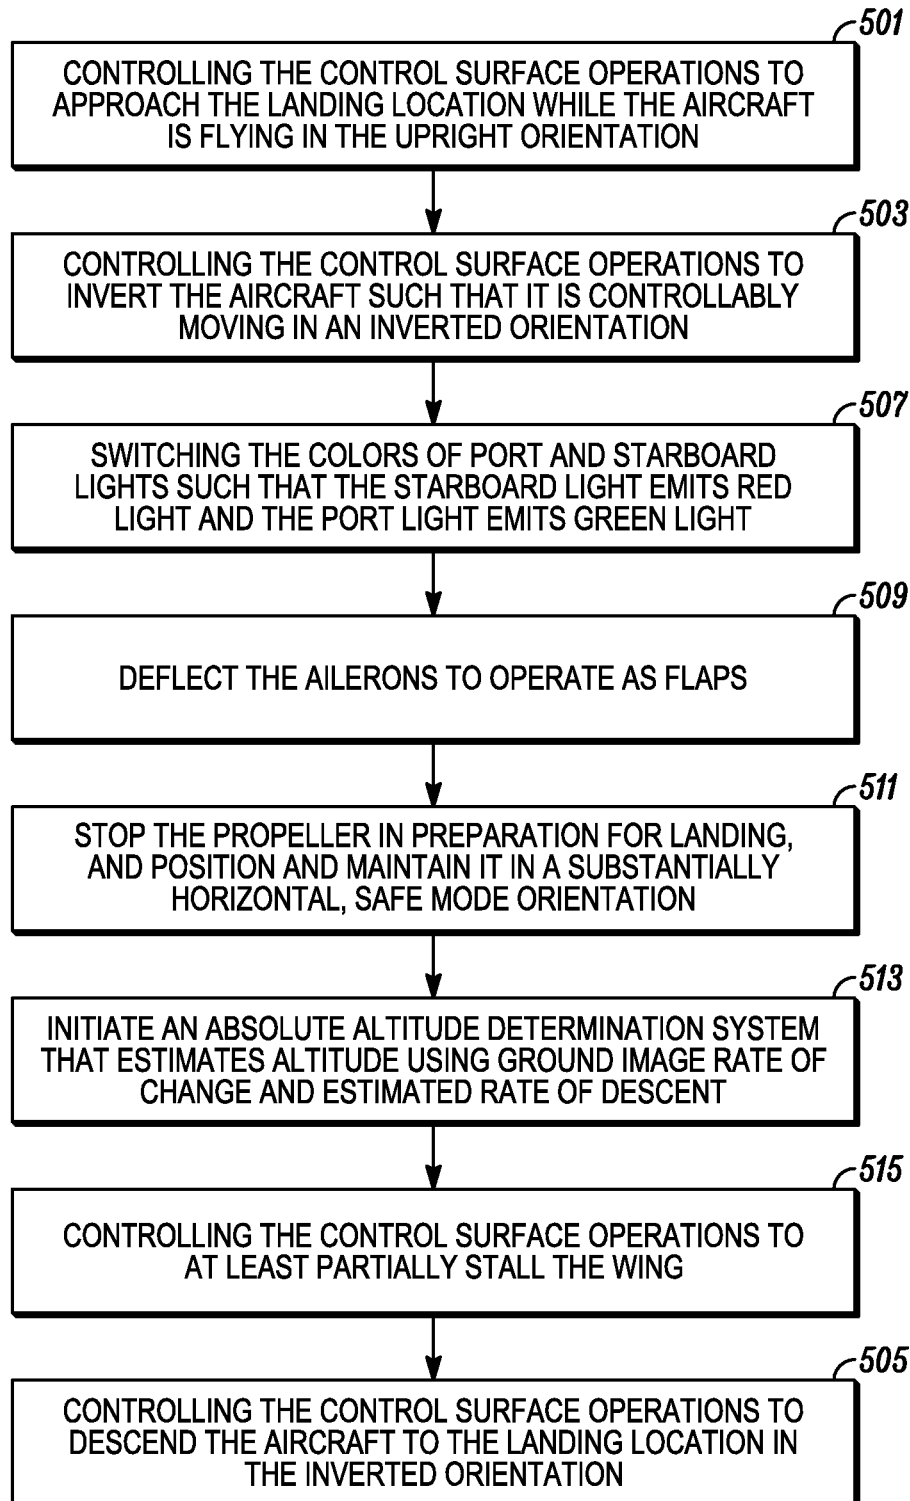 501
CONTROLLING THE CONTROL SURFACE OPERATIONS TO
APPROACH THE LANDING LOCATION WHILE THE AIRCRAFT
IS FLYING IN THE UPRIGHT ORIENTATION
503
CONTROLLING THE CONTROL SURFACE OPERATIONS TO
INVERT THE AIRCRAFT SUCH THAT IT IS CONTROLLABLY
MOVING IN AN INVERTED ORIENTATION
507
SWITCHING THE COLORS OF PORT AND STARBOARD
LIGHTS SUCH THAT THE STARBOARD LIGHT EMITS RED
LIGHT AND THE PORT LIGHT EMITS GREEN LIGHT
509
DEFLECT THE AILERONS TO OPERATE AS FLAPS
511
STOP THE PROPELLER IN PREPARATION FOR LANDING,
AND POSITION AND MAINTAIN IT IN A SUBSTANTIALLY
HORIZONTAL, SAFE MODE ORIENTATION
513
INITIATE AN ABSOLUTE ALTITUDE DETERMINATION SYSTEM
THAT ESTIMATES ALTITUDE USING GROUND IMAGE RATE OF
CHANGE AND ESTIMATED RATE OF DESCENT
515
CONTROLLING THE CONTROL SURFACE OPERATIONS TO
AT LEAST PARTIALLY STALL THE WING
505
CONTROLLING THE CONTROL SURFACE OPERATIONS TO
DESCEND THE AIRCRAFT TO THE LANDING LOCATION IN
THE INVERTED ORIENTATION